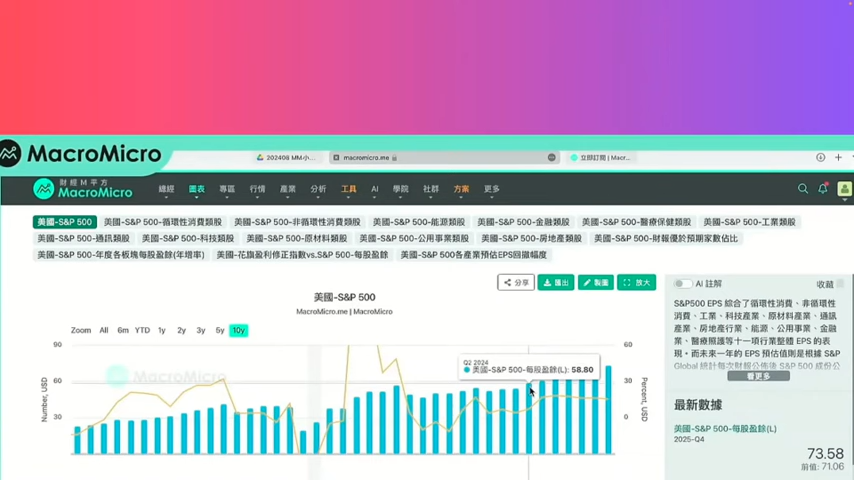 MacroMicro
202408 MM小...
macromicro.me
立即訂閱 | Macr...
財經M平方
MacroMicro
總經 圖表 專區 行情 產業 分析 工具 AI 學院 社群 方案 更多
美國-S&P 500 美國-S&P 500-循環性消費類股 美國-S&P 500-非循環性消費類股 美國-S&P 500-能源類股 美國-S&P 500-金融類股 美國-S&P 500-醫療保健類股 美國-S&P 500-工業類股
美國-S&P 500-通訊類股 美國-S&P 500-科技類股 美國-S&P 500-原材料類股 美國-S&P 500-公用事業類股 美國-S&P 500-房地產類股 美國-S&P 500-財報優於預期家數佔比
美國-S&P 500-年度各板塊每股盈餘(年增率) 美國-花旗盈利修正指數vs.S&P 500-每股盈餘 美國-S&P 500各產業預估EPS回撤幅度
分享 匯出 製圖 放大
美國-S&P 500
MacroMicro.me | MacroMicro
Zoom All 6m YTD 1y 2y 3y 5y 10y
90
60
30
Number, USD
MacroMicro
Q2 2024
美國-S&P 500-每股盈餘(L): 58.80
60
30
0
Percent, USD
AI 註解
收藏
S&P500 EPS 綜合了循環性消費、非循環性
消費、工業、科技產業、原材料產業、通訊
產業、房地產行業、能源、公用事業、金融
業、醫療照護等十一項行業整體 EPS 的表
現。而未來一年的 EPS 預估值則是根據 S&P
Global 統計每次財報公佈後 S&P 500 成份公
看更多
最新數據
美國-S&P 500-每股盈餘(L)
2025-Q4
73.58
前值: 71.06